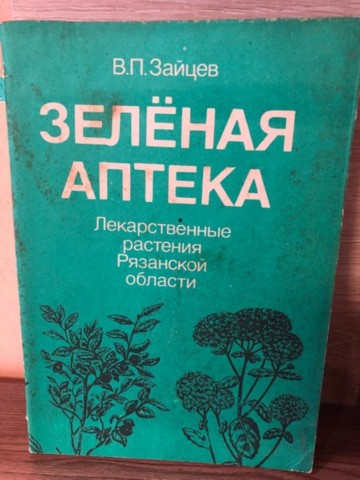 В.П.Зайцев
ЗЕЛЁНАЯ
АПТЕКА
Лекарственные
растения
Рязанской
области